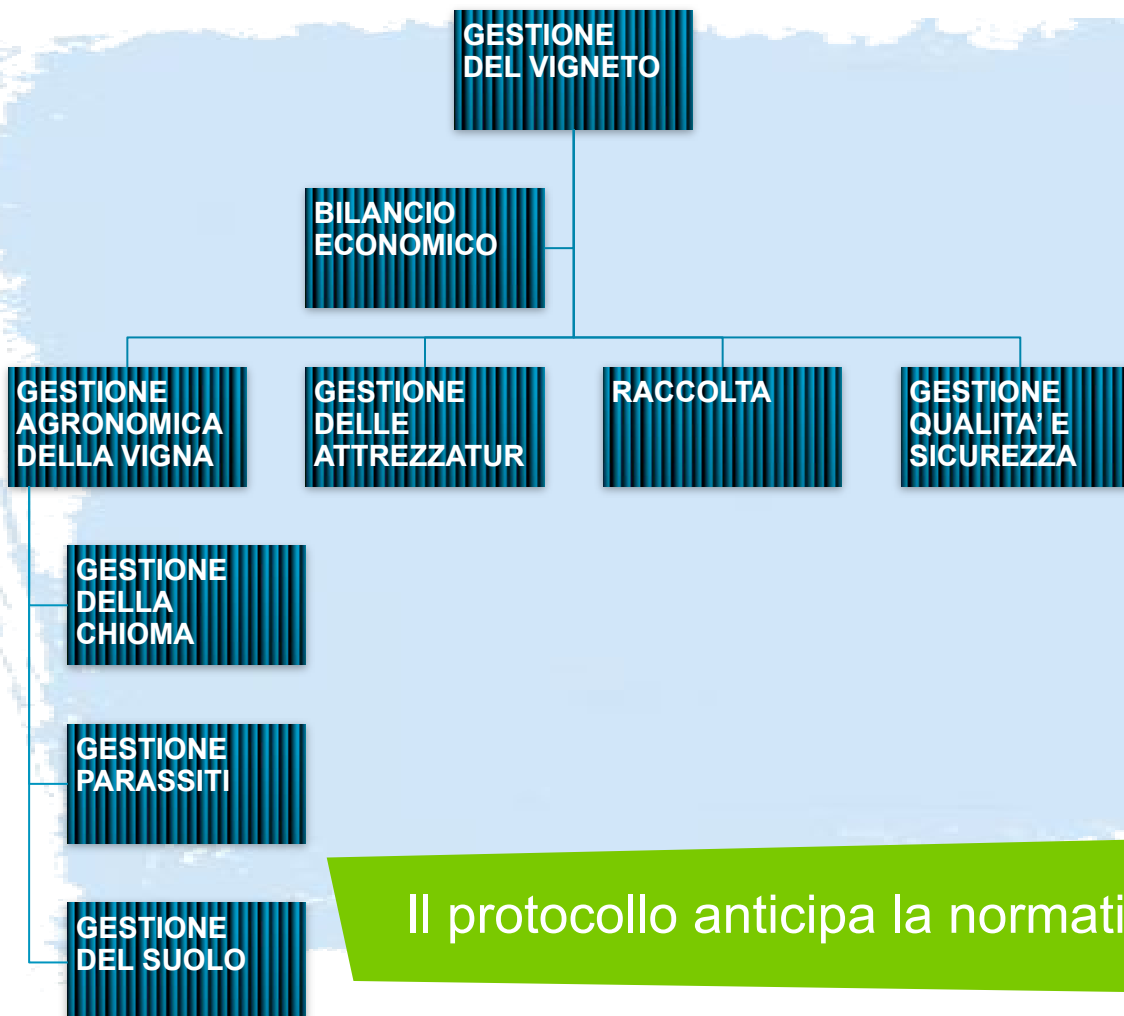 GESTIONE
DEL VIGNETO
BILANCIO
ECONOMICO
GESTIONE
AGRONOMICA
DELLA VIGNA
GESTIONE
DELLE
ATTREZZATUR
RACCOLTA
GESTIONE
QUALITA’ E
SICUREZZA
GESTIONE
DELLA
CHIOMA
GESTIONE
PARASSITI
GESTIONE
DEL SUOLO
Il protocollo anticipa la normati